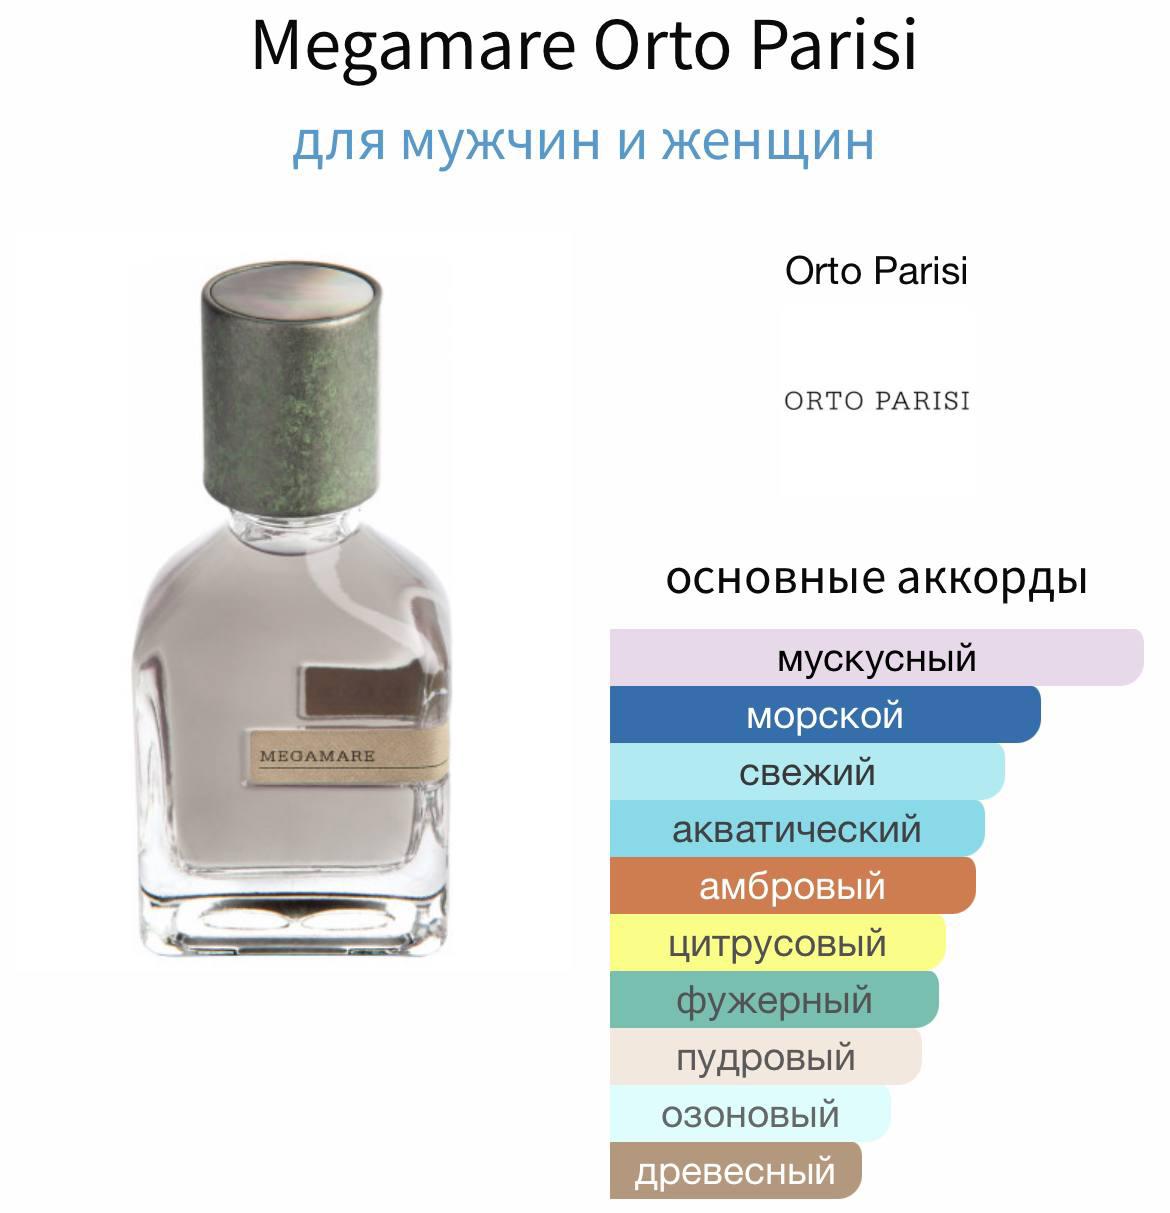 Megamare Orto Parisi
для мужчин и женщин
Orto Parisi
ORTO PARISI
основные аккорды
мускусный
морской
свежий
акватический
амбровый
цитрусовый
фужерный
пудровый
озоновый
древесный
MEGAMARE